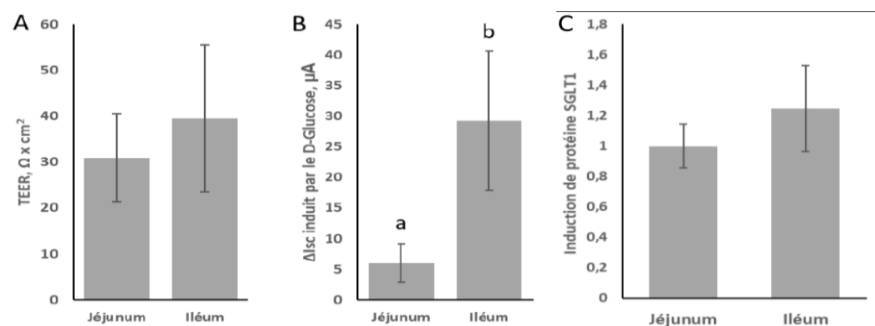 A
TEER, Ω x cm²
60
50
40
30
20
10
0
Jéjunum
Iléum
B
ΔIsc induit par le D-Glucose, µA
45
40
35
30
25
20
15
10
5
0
a
b
Jéjunum
Iléum
C
Induction de protéine SGLT1
1,8
1,6
1,4
1,2
1
0,8
0,6
0,4
0,2
0
Jéjunum
Iléum